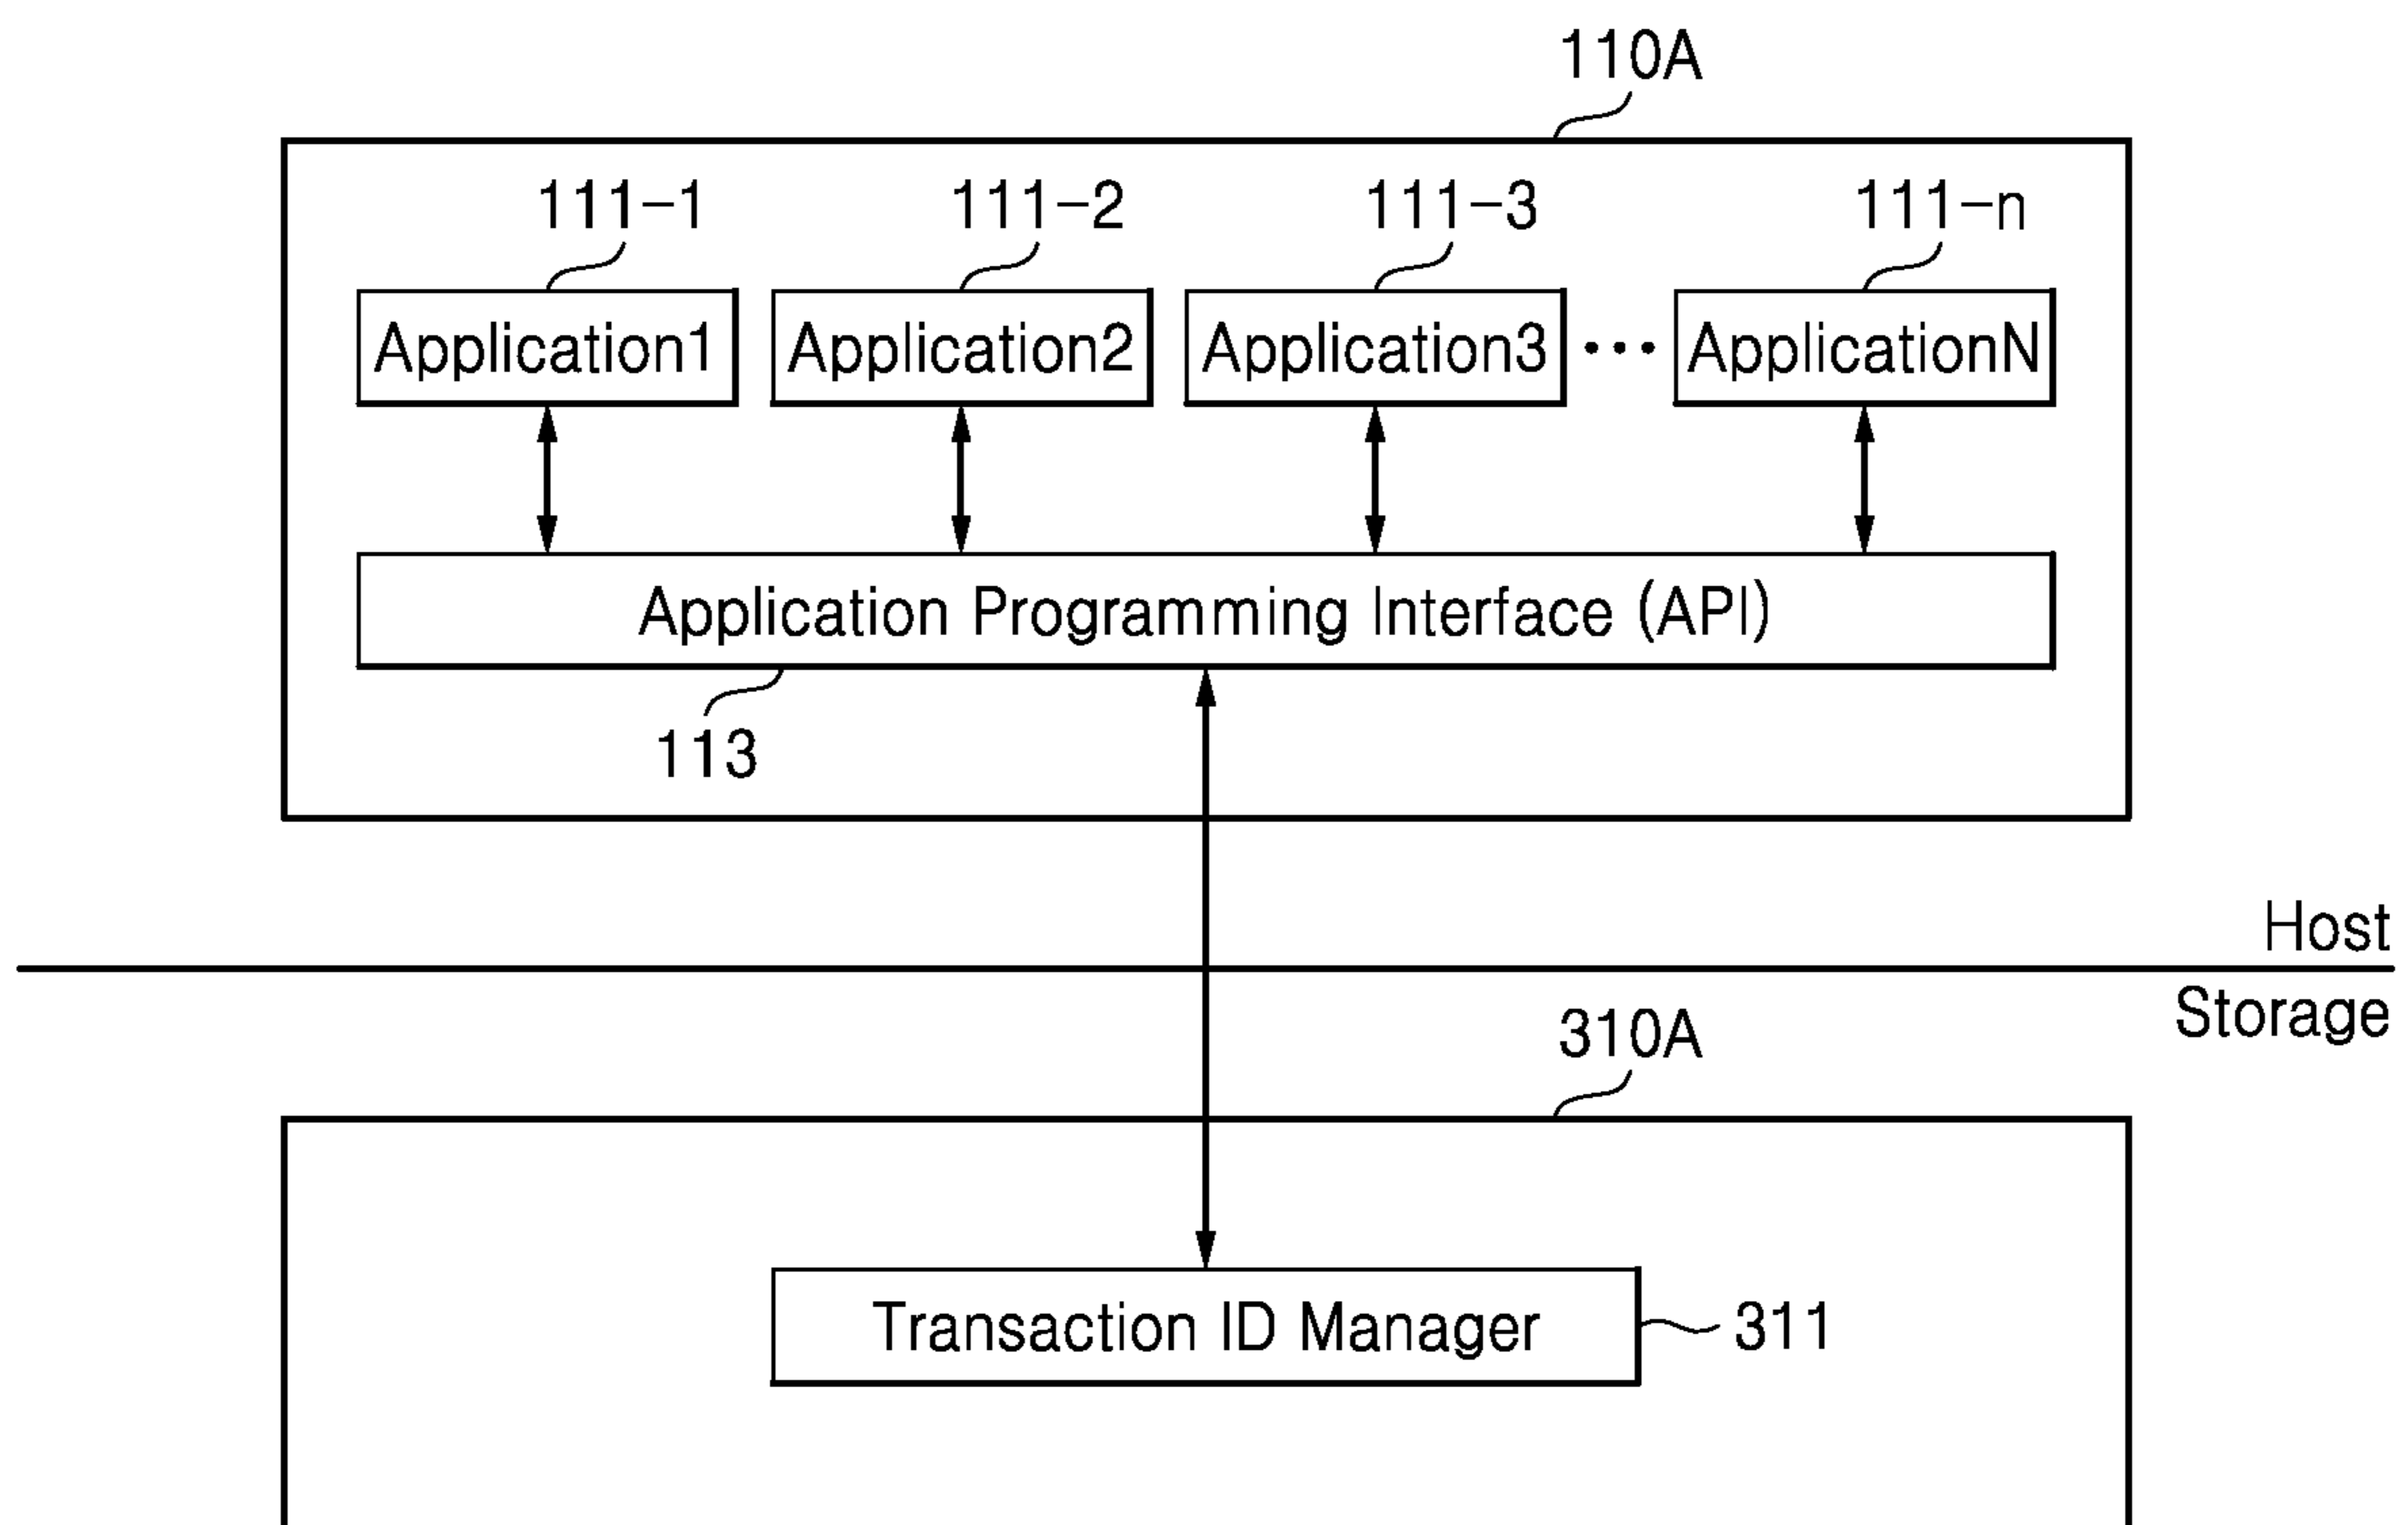 110A
111-1 111-2 111-3 111-n
Application1 Application2 Application3 ••• ApplicationN
Application Programming Interface (API)
113
Host
Storage
310A
Transaction ID Manager 311